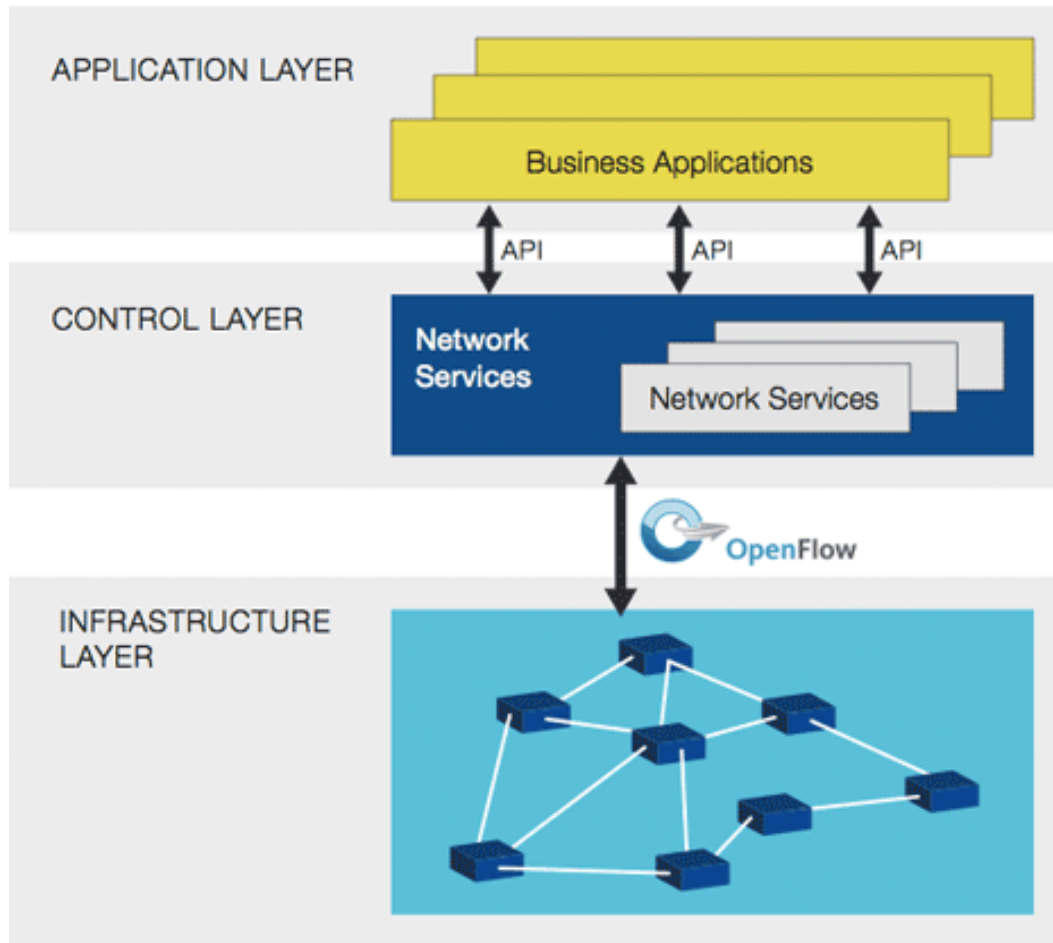 APPLICATION LAYER
Business Applications
API
API
API
CONTROL LAYER
Network
Services
Network Services
OpenFlow
INFRASTRUCTURE
LAYER